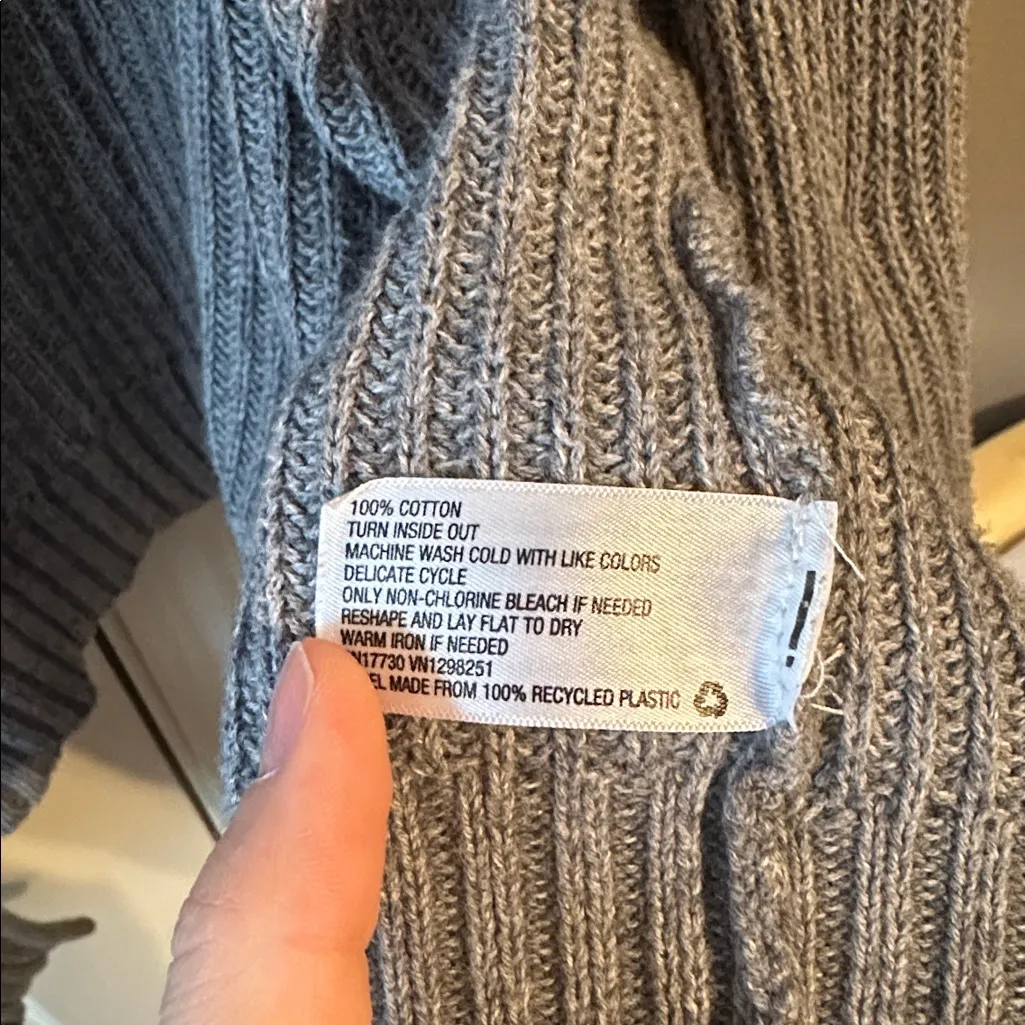 100% COTTON
TURN INSIDE OUT
MACHINE WASH COLD WITH LIKE COLORS
DELICATE CYCLE
ONLY NON-CHLORINE BLEACH IF NEEDED
RESHAPE AND LAY FLAT TO DRY
WARM IRON IF NEEDED
VN1298251
MADE FROM 100% RECYCLED PLASTIC